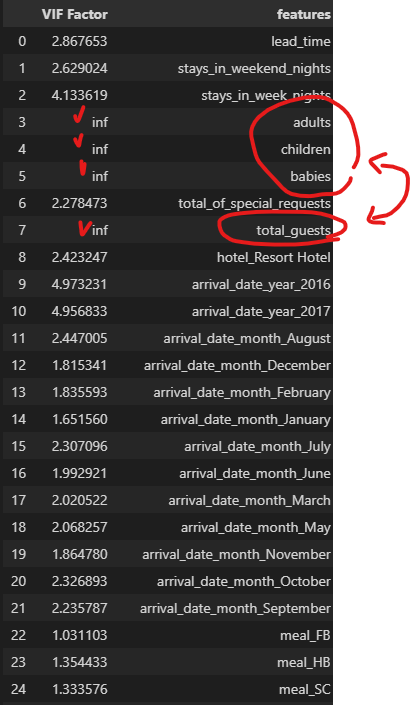 VIF Factor features
0 2.867653 lead_time
1 2.629024 stays_in_weekend_nights
2 4.133619 stays_in_week_nights
3 inf adults
4 inf children
5 inf babies
6 2.278473 total_of_special_requests
7 inf total_guests
8 2.423247 hotel_Resort Hotel
9 4.973231 arrival_date_year_2016
10 4.956833 arrival_date_year_2017
11 2.447005 arrival_date_month_August
12 1.815341 arrival_date_month_December
13 1.835593 arrival_date_month_February
14 1.651560 arrival_date_month_January
15 2.307096 arrival_date_month_July
16 1.992921 arrival_date_month_June
17 2.020522 arrival_date_month_March
18 2.068257 arrival_date_month_May
19 1.864780 arrival_date_month_November
20 2.326893 arrival_date_month_October
21 2.235787 arrival_date_month_September
22 1.031103 meal_FB
23 1.354433 meal_HB
24 1.333576 meal_SC